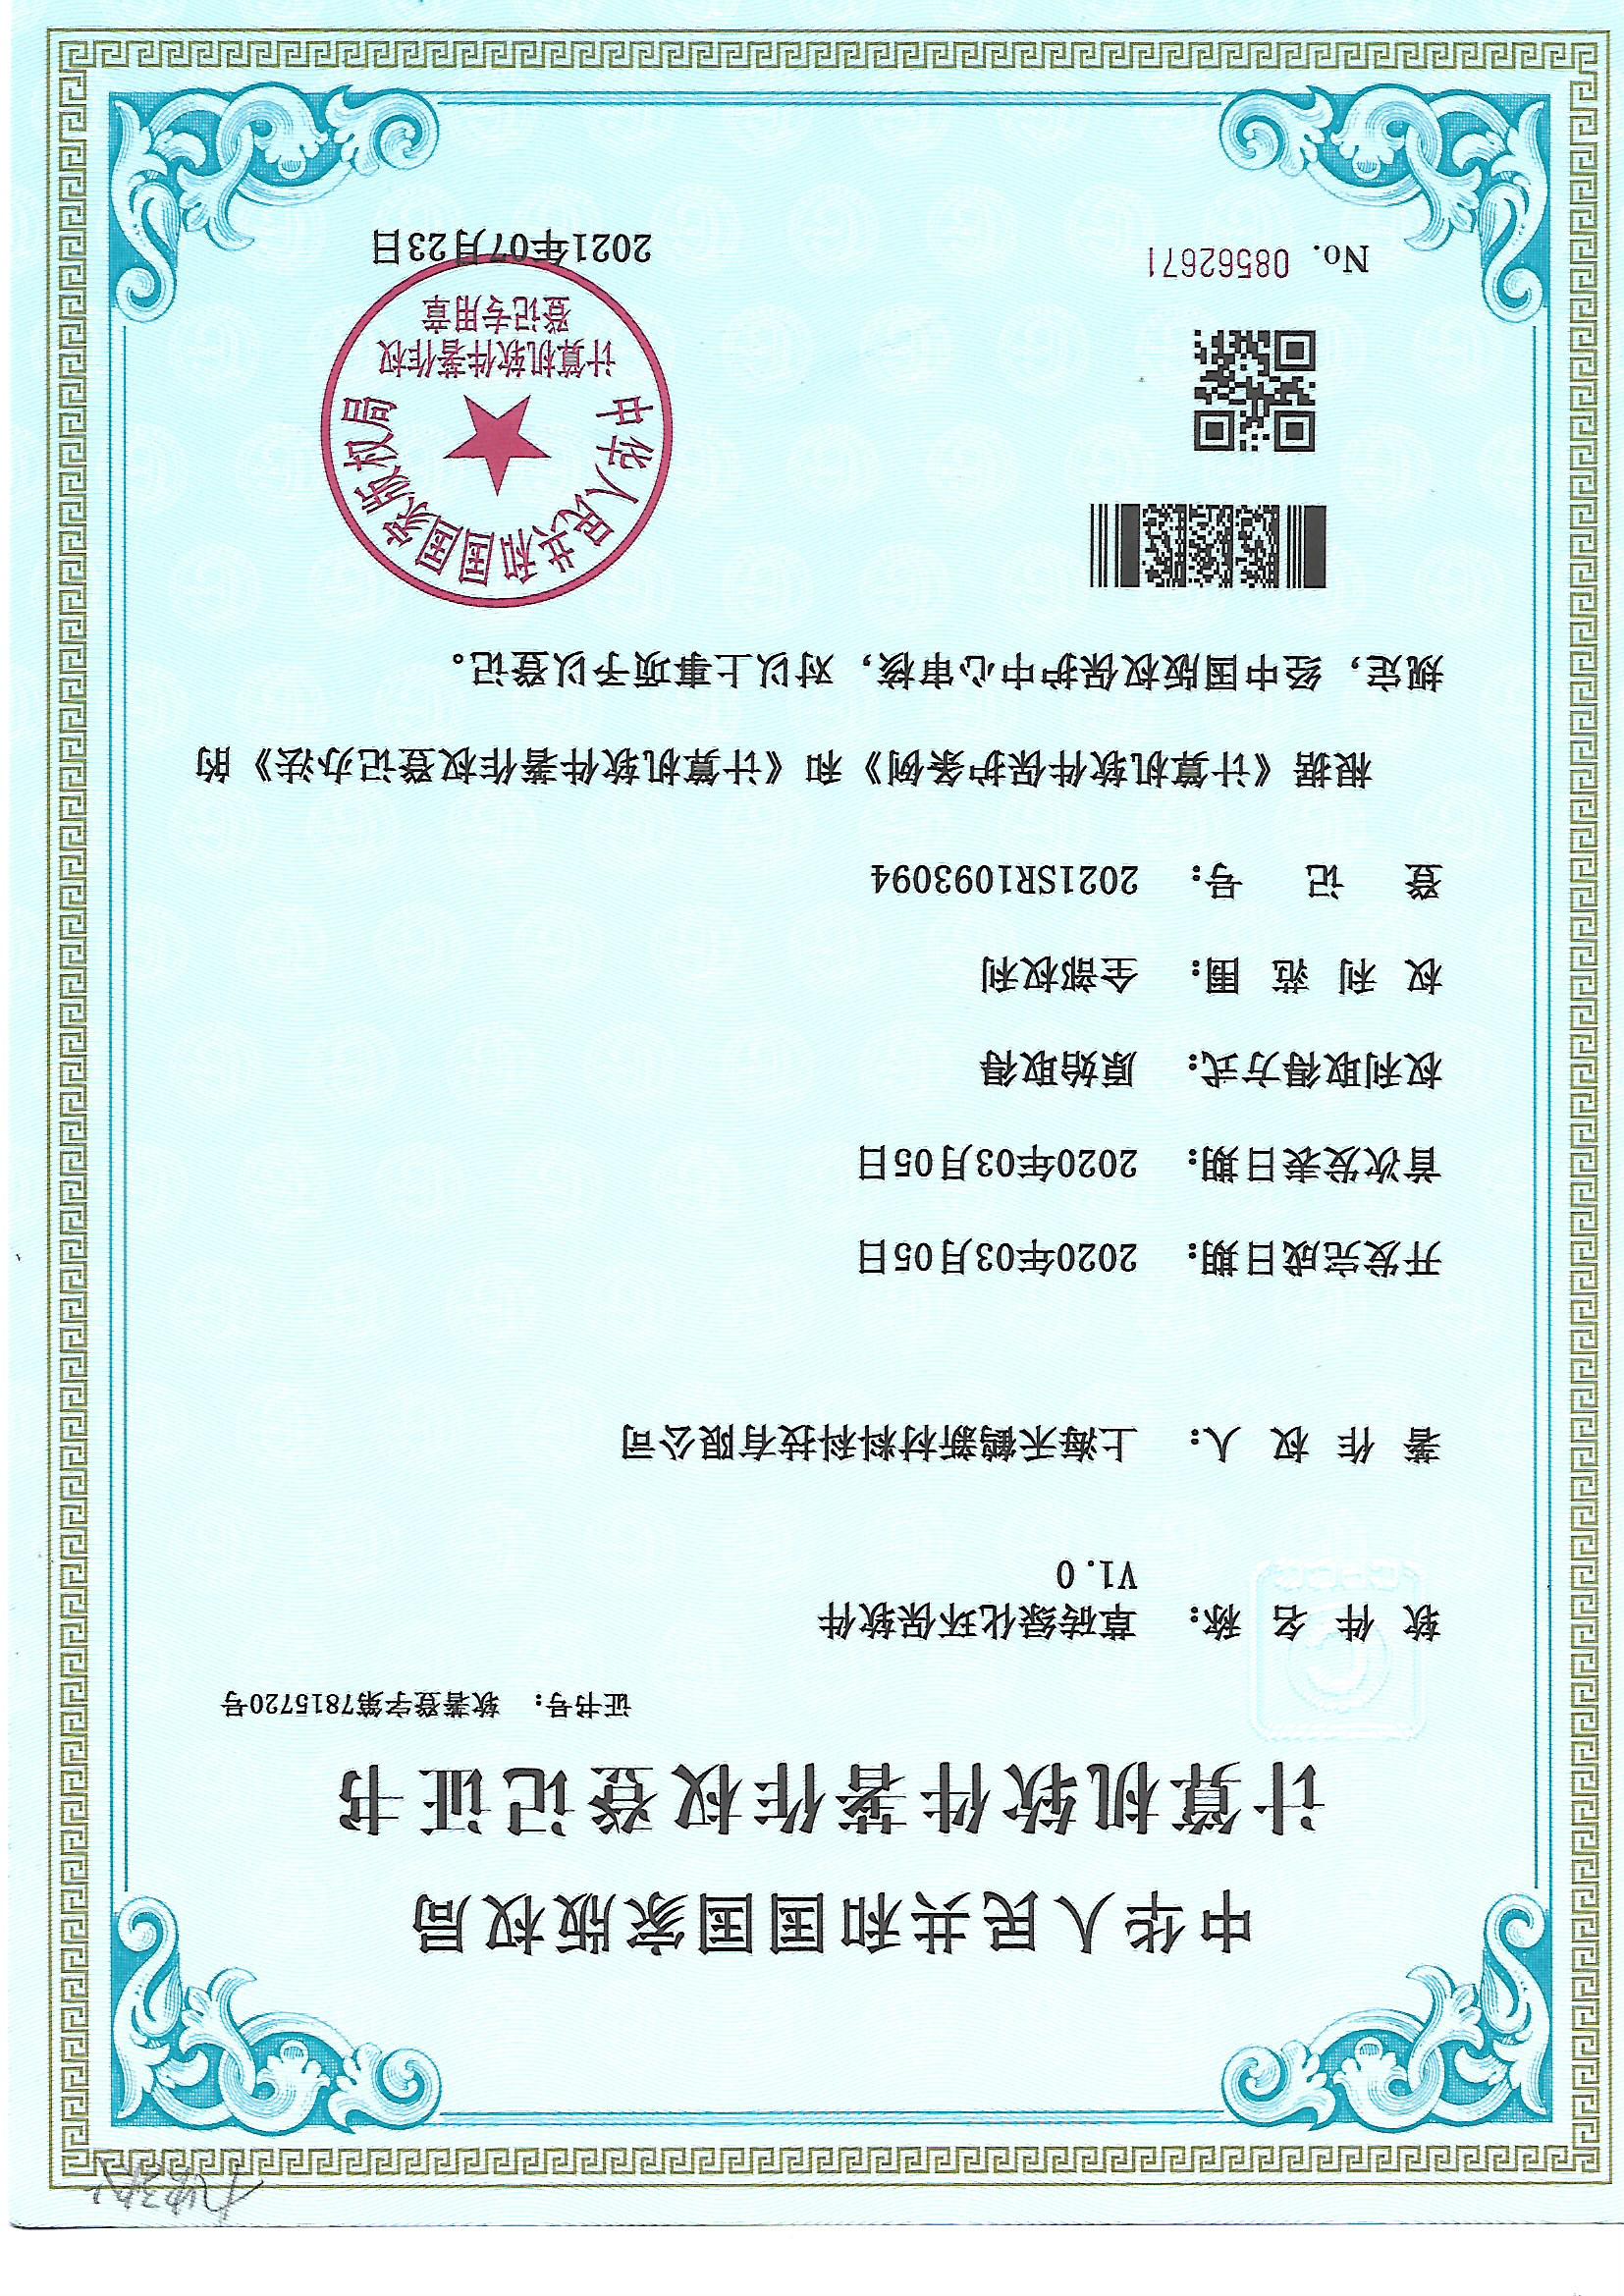 中华人民共和国国家版权局
计算机软件著作权登记证书
证书号： 软著登字第7815720号
软件名称： 草砖绿化环保软件
V1.0
著作权人： 上海禾鹤新材料科技有限公司
开发完成日期： 2020年03月05日
首次发表日期： 2020年03月05日
权利取得方式： 原始取得
权利范围： 全部权利
登记号： 2021SR1093094
根据《计算机软件保护条例》和《计算机软件著作权登记办法》的
规定，经中国版权保护中心审核，对以上事项予以登记。
中华人民共和国国家版权局
计算机软件著作权
登记专用章
No. 08562671
2021年07月23日